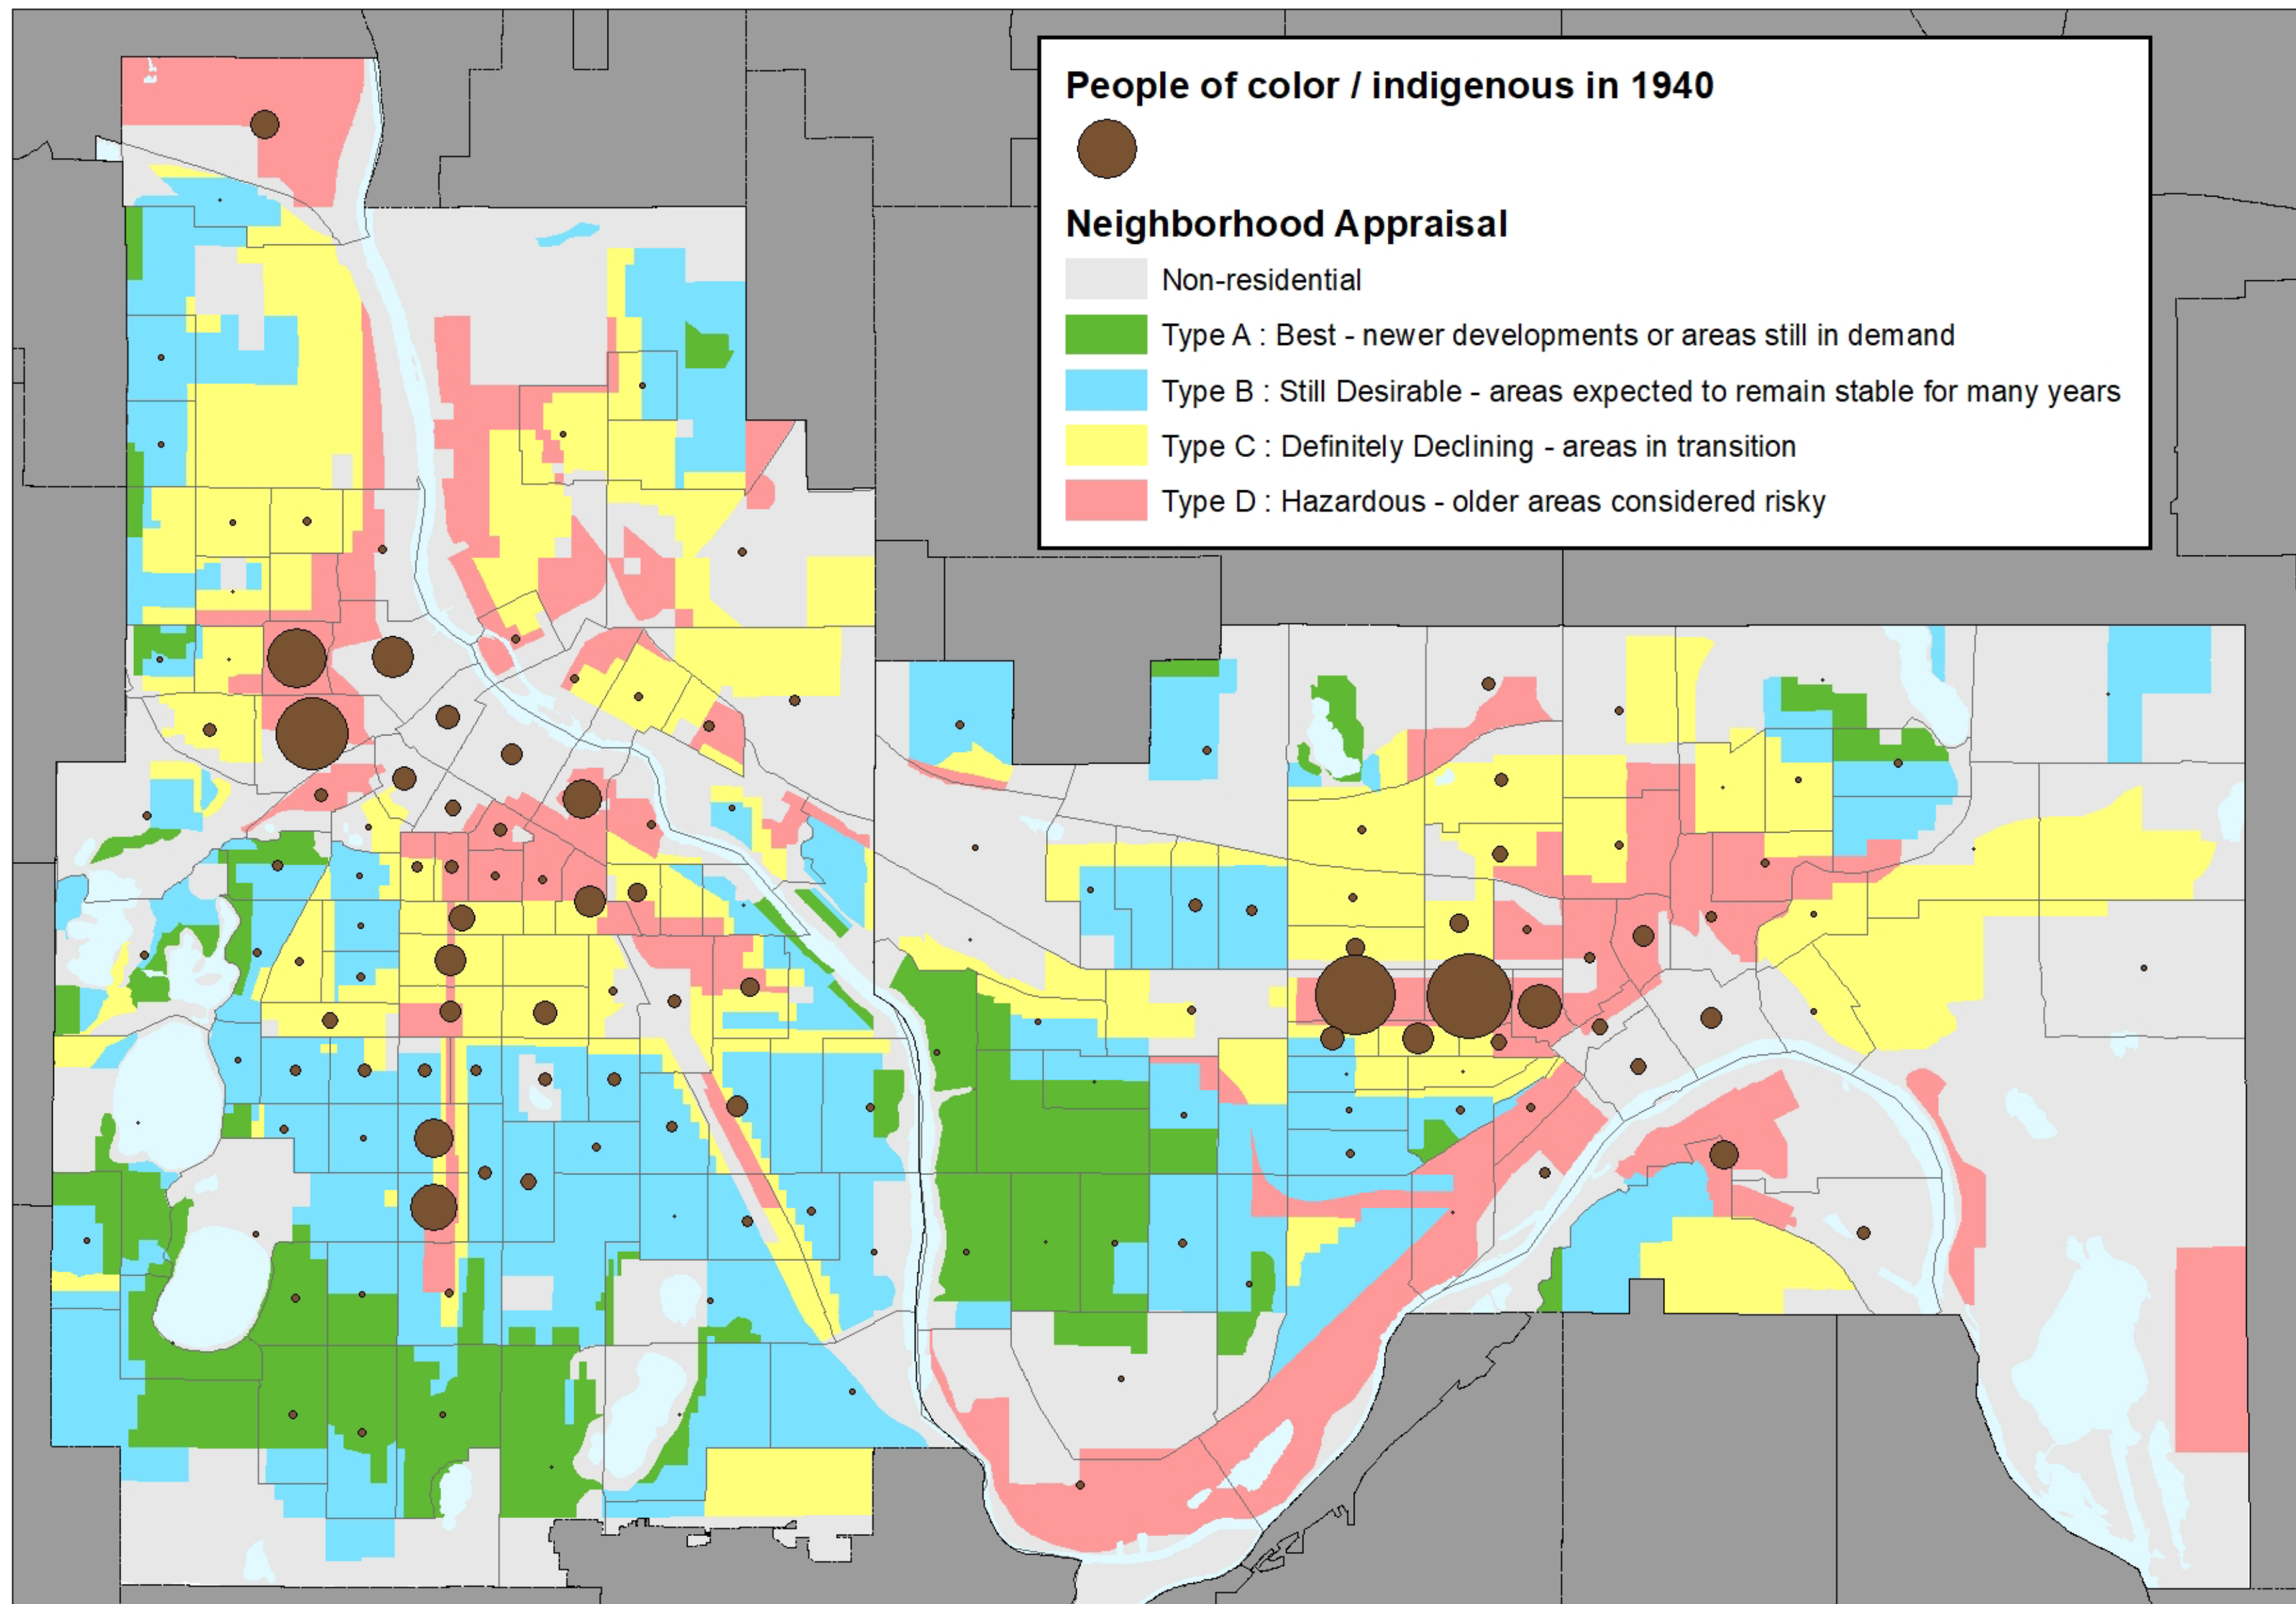 People of color / indigenous in 1940
Neighborhood Appraisal
Non-residential
Type A : Best - newer developments or areas still in demand
Type B : Still Desirable - areas expected to remain stable for many years
Type C : Definitely Declining - areas in transition
Type D : Hazardous - older areas considered risky